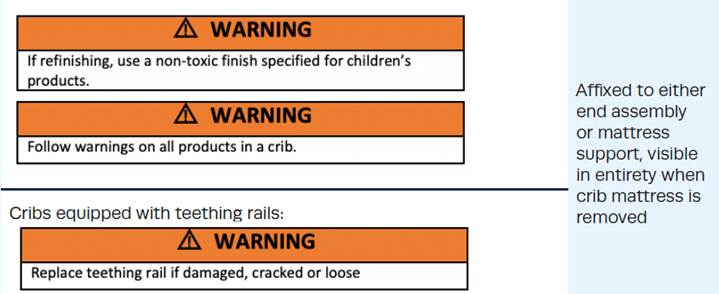 ⚠ WARNING
If refinishing, use a non-toxic finish specified for children's
products.
⚠ WARNING
Follow warnings on all products in a crib.
Cribs equipped with teething rails:
⚠ WARNING
Replace teething rail if damaged, cracked or loose
Affixed to either
end assembly
or mattress
support, visible
in entirety when
crib mattress is
removed